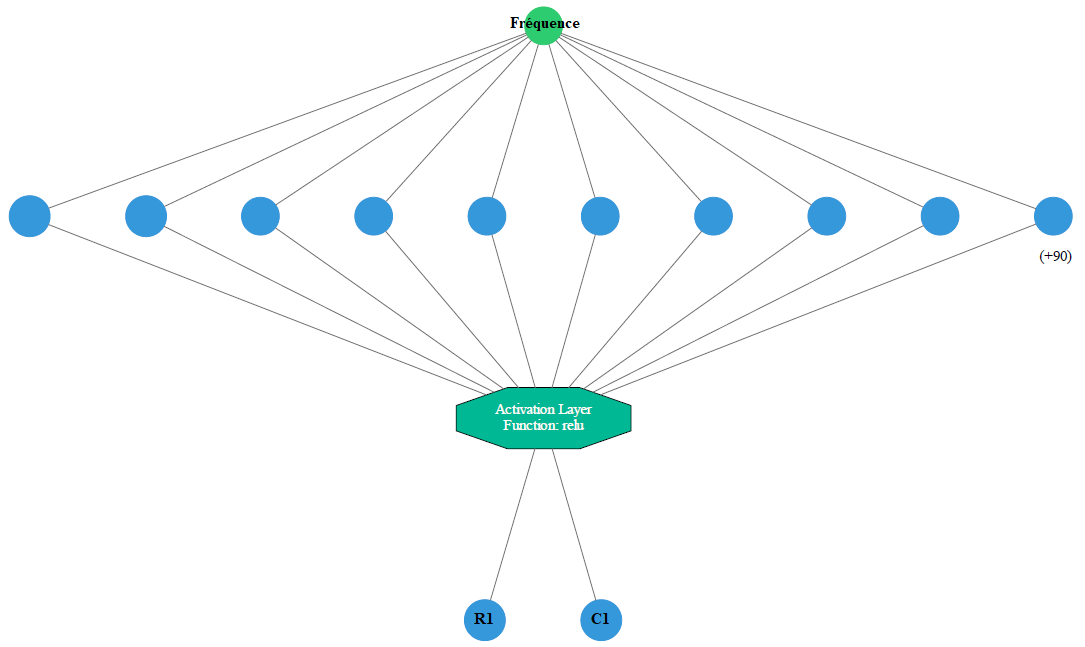 Fréquence
(+90)
Activation Layer
Function: relu
R1
C1